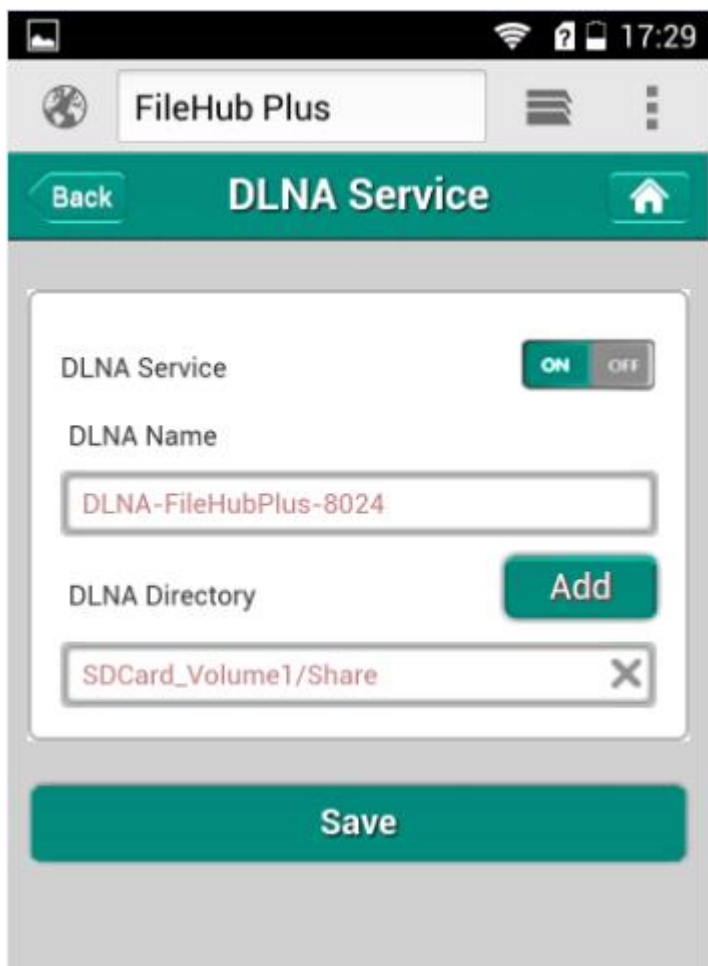 17:29
FileHub Plus
Back DLNA Service
DLNA Service ON OFF
DLNA Name
DLNA-FileHubPlus-8024
DLNA Directory Add
SDCard_Volume1/Share
Save